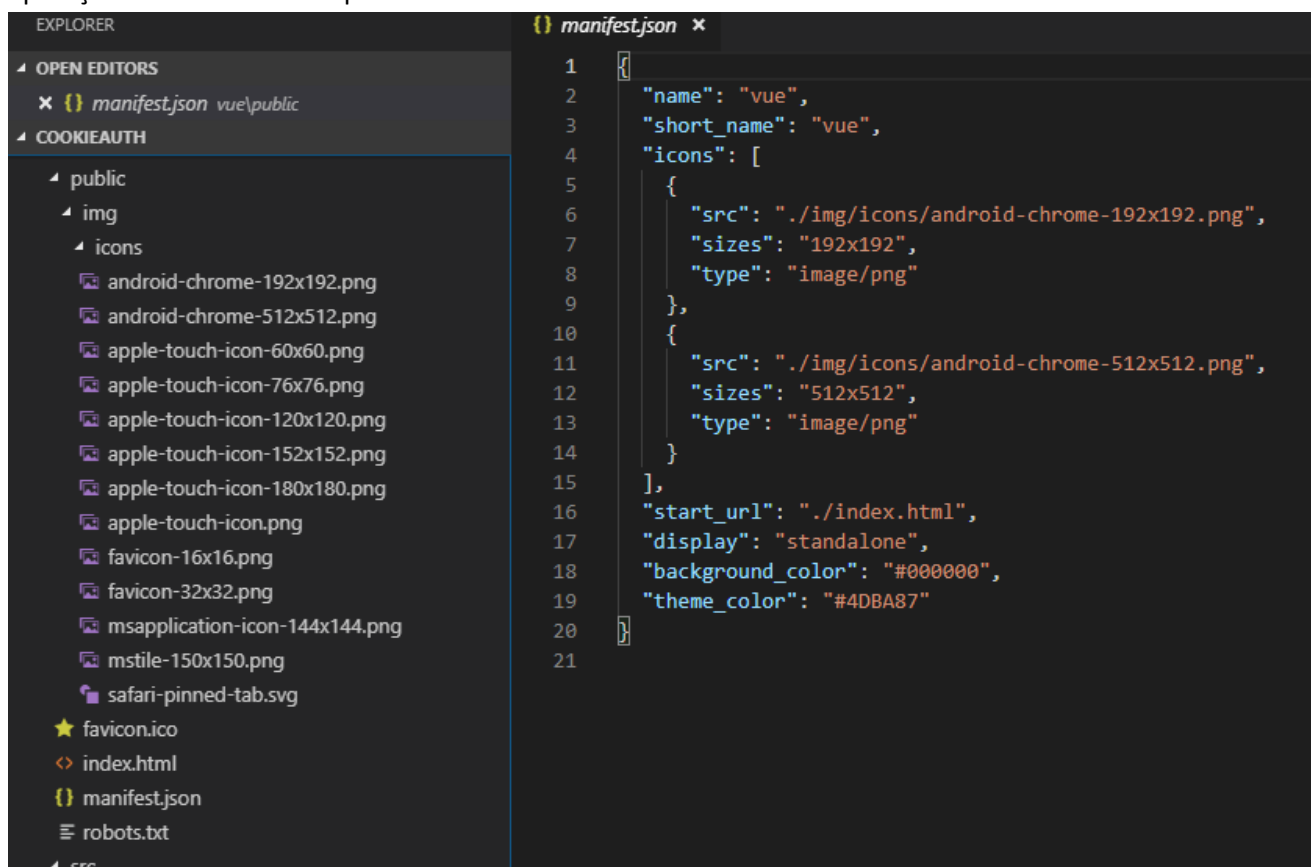 EXPLORER
OPEN EDITORS
{} manifest.json vue\public
COOKIEAUTH
public
img
icons
android-chrome-192x192.png
android-chrome-512x512.png
apple-touch-icon-60x60.png
apple-touch-icon-76x76.png
apple-touch-icon-120x120.png
apple-touch-icon-152x152.png
apple-touch-icon-180x180.png
apple-touch-icon.png
favicon-16x16.png
favicon-32x32.png
msapplication-icon-144x144.png
mstile-150x150.png
safari-pinned-tab.svg
favicon.ico
<> index.html
{} manifest.json
robots.txt
src
{} manifest.json ×
1 {
2 "name": "vue",
3 "short_name": "vue",
4 "icons": [
5 {
6 "src": "./img/icons/android-chrome-192x192.png",
7 "sizes": "192x192",
8 "type": "image/png"
9 },
10 {
11 "src": "./img/icons/android-chrome-512x512.png",
12 "sizes": "512x512",
13 "type": "image/png"
14 }
15 ],
16 "start_url": "./index.html",
17 "display": "standalone",
18 "background_color": "#000000",
19 "theme_color": "#4DBA87"
20 }
21